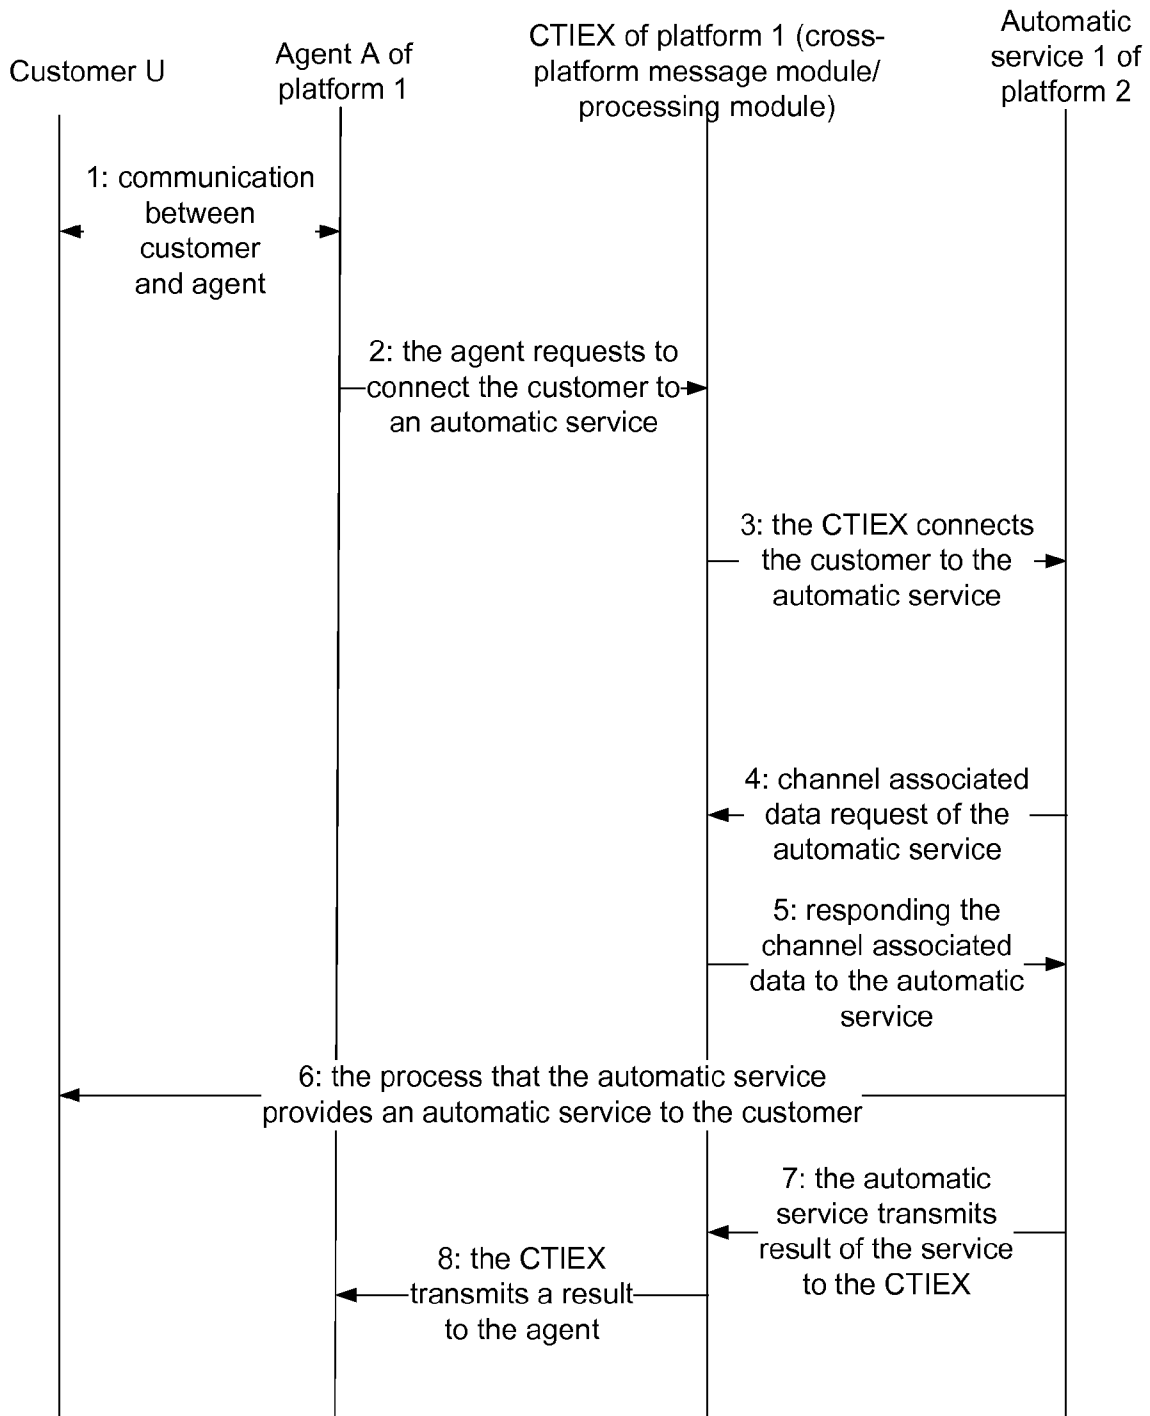 Customer U
Agent A of
platform 1
CTIEX of platform 1 (cross-
platform message module/
processing module)
Automatic
service 1 of
platform 2
1: communication
between
customer
and agent
2: the agent requests to
connect the customer to
an automatic service
3: the CTIEX connects
the customer to the
automatic service
4: channel associated
data request of the
automatic service
5: responding the
channel associated
data to the automatic
service
6: the process that the automatic service
provides an automatic service to the customer
7: the automatic
service transmits
result of the service
to the CTIEX
8: the CTIEX
transmits a result
to the agent